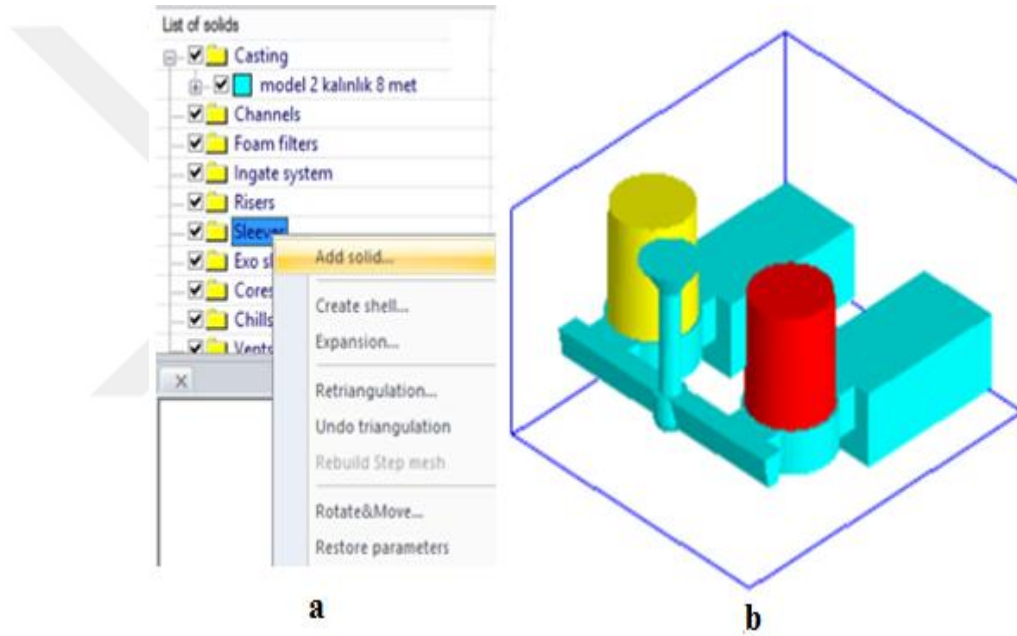 List of solids
Casting
model 2 kalınlık 8 met
Channels
Foam filters
Ingate system
Risers
Sleeves
Exo sl
Cores
Chills
Vents
Add solid...
Create shell...
Expansion...
Retriangulation...
Undo triangulation
Rebuild Step mesh
Rotate&Move...
Restore parameters
a
b